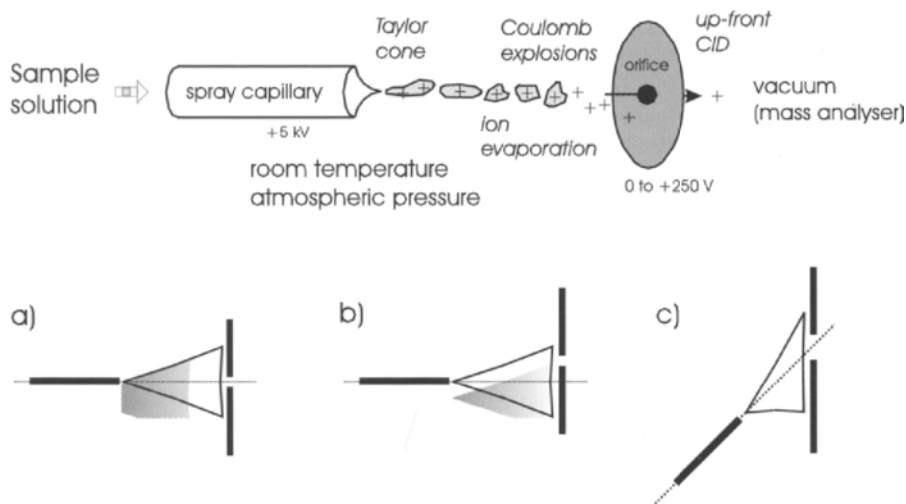 Taylor
cone
Coulomb
explosions
up-front
CID
Sample
solution
spray capillary
orifice
vacuum
(mass analyser)
+5 kV
ion
evaporation
room temperature
atmospheric pressure
0 to +250 V
a)
b)
c)